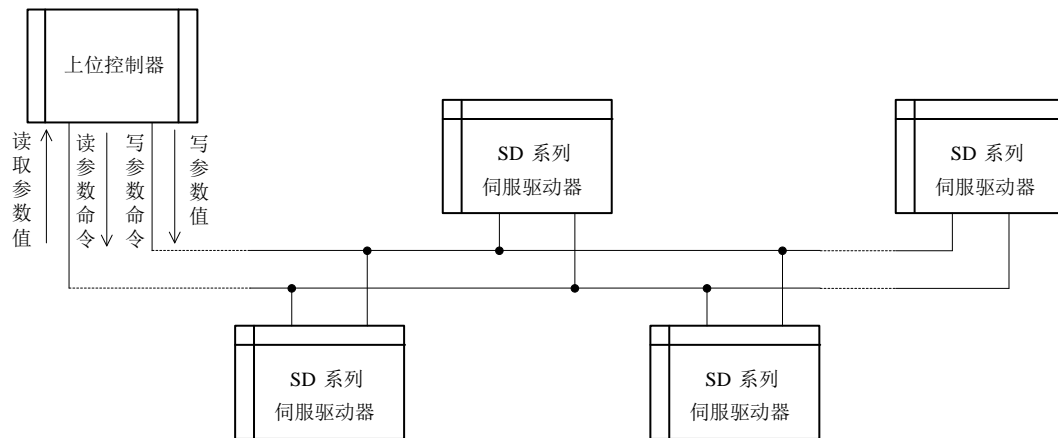 上位控制器
读取参数值
读参数命令
写参数命令
写参数值
SD 系列
伺服驱动器
SD 系列
伺服驱动器
SD 系列
伺服驱动器
SD 系列
伺服驱动器